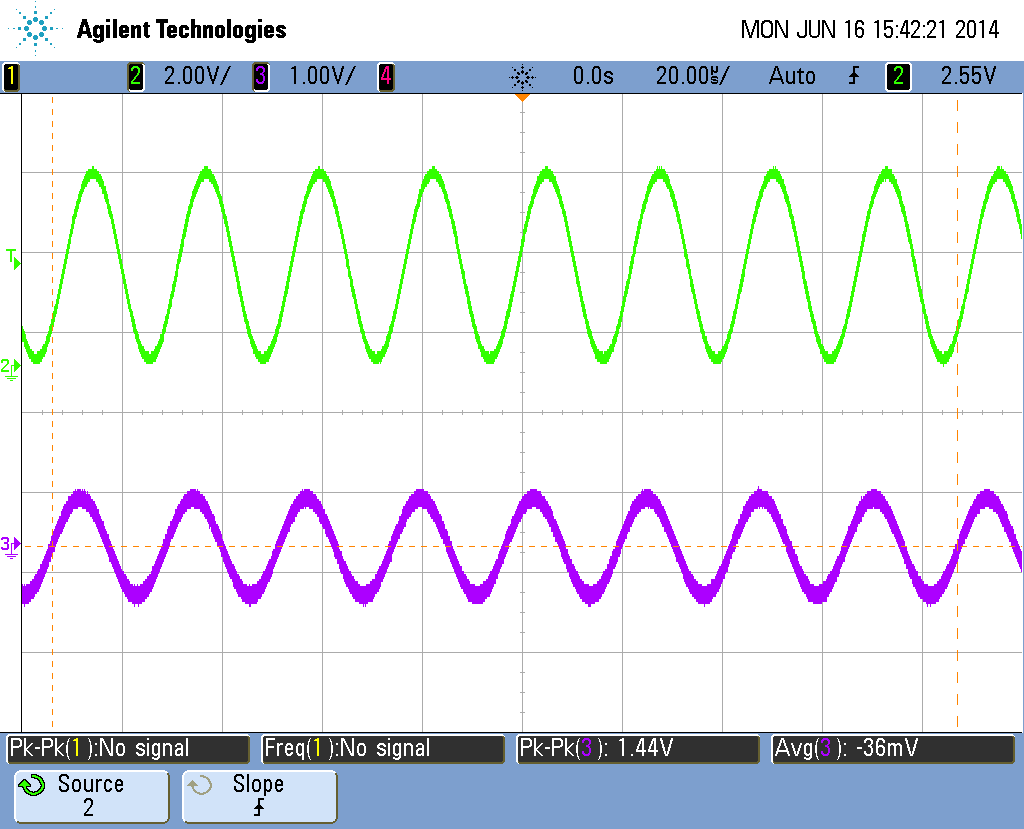 Agilent Technologies MON JUN 16 15:42:21 2014
1 2 2.00V/ 3 1.00V/ 4 0.0s 20.00µs/ Auto 2 2.55V
T
2
3
Pk-Pk(1):No signal Freq(1):No signal Pk-Pk(3): 1.44V Avg(3): -36mV
Source Slope
2